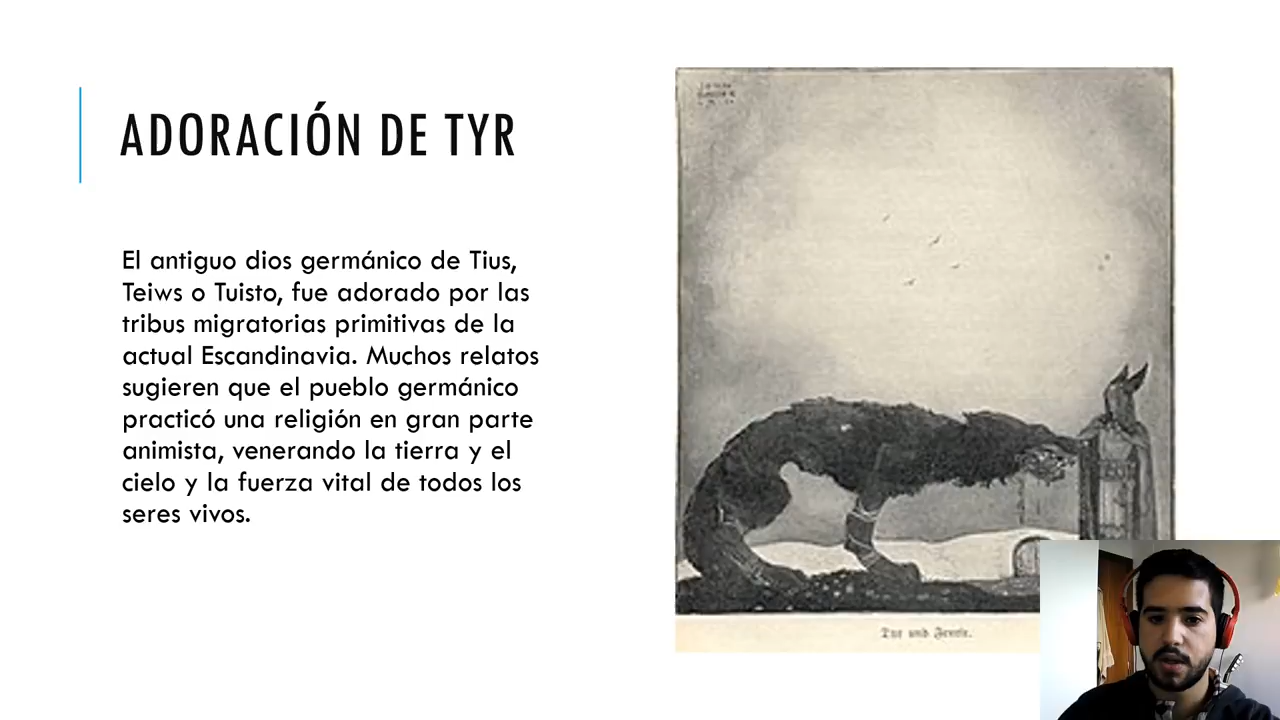 ADORACIÓN DE TYR
El antiguo dios germánico de Tius,
Teiws o Tuisto, fue adorado por las
tribus migratorias primitivas de la
actual Escandinavia. Muchos relatos
sugieren que el pueblo germánico
practicó una religión en gran parte
animista, venerando la tierra y el
cielo y la fuerza vital de todos los
seres vivos.
Tyr und Fenrir.